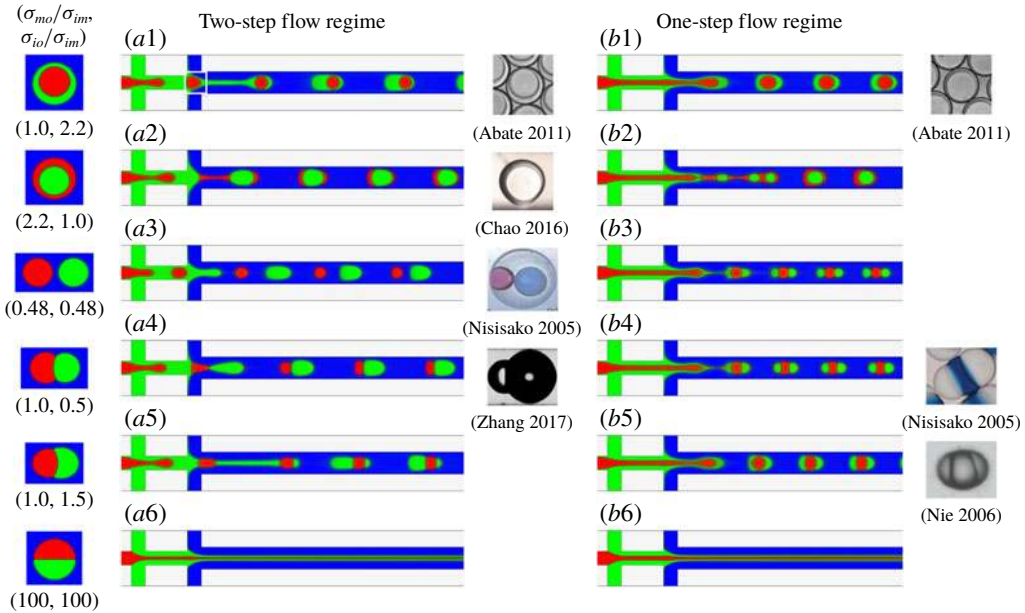 (σmo/σim,
σio/σim)
Two-step flow regime
One-step flow regime
(a1)
(b1)
(1.0, 2.2)
(Abate 2011)
(Abate 2011)
(a2)
(b2)
(2.2, 1.0)
(Chao 2016)
(a3)
(b3)
(0.48, 0.48)
(Nisisako 2005)
(a4)
(b4)
(1.0, 0.5)
(Zhang 2017)
(Nisisako 2005)
(a5)
(b5)
(1.0, 1.5)
(Nie 2006)
(a6)
(b6)
(100, 100)